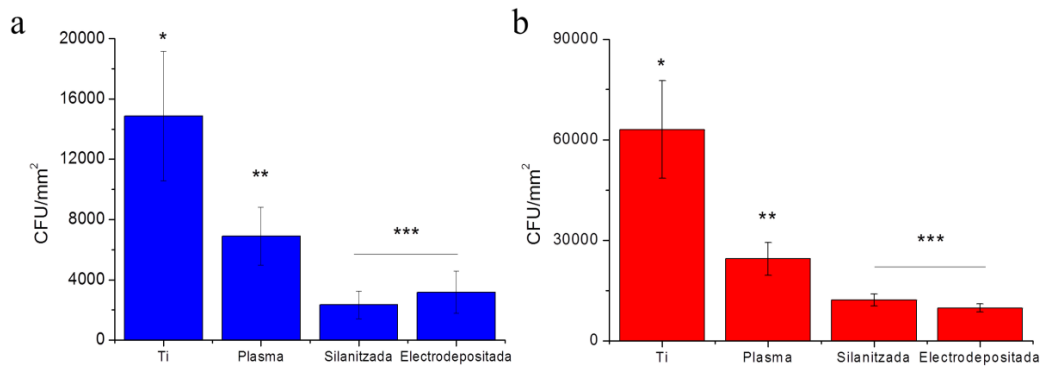 a
20000
16000
12000
8000
4000
0
CFU/mm²
*
**
***
Ti Plasma Silanitzada Electrodepositada
b
90000
60000
30000
0
CFU/mm²
*
**
***
Ti Plasma Silanitzada Electrodepositada